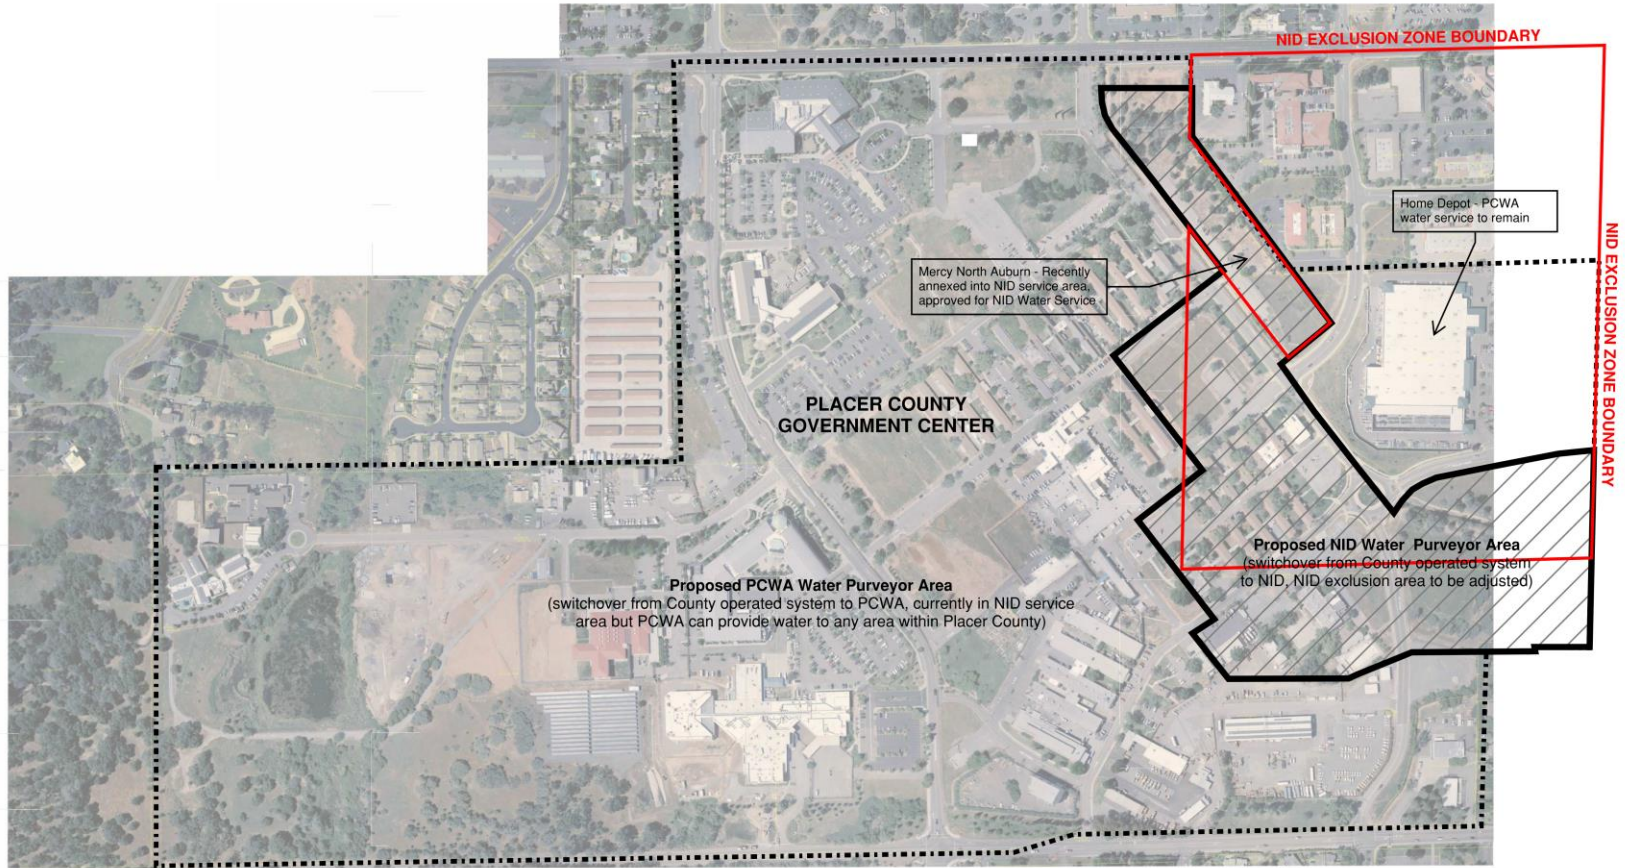 NID EXCLUSION ZONE BOUNDARY
Home Depot - PCWA
water service to remain
NID EXCLUSION ZONE BOUNDARY
Mercy North Auburn - Recently
annexed into NID service area,
approved for NID Water Service
PLACER COUNTY
GOVERNMENT CENTER
Proposed NID Water Purveyor Area
(switchover from County operated system
to NID, NID exclusion area to be adjusted)
Proposed PCWA Water Purveyor Area
(switchover from County operated system to PCWA, currently in NID service
area but PCWA can provide water to any area within Placer County)